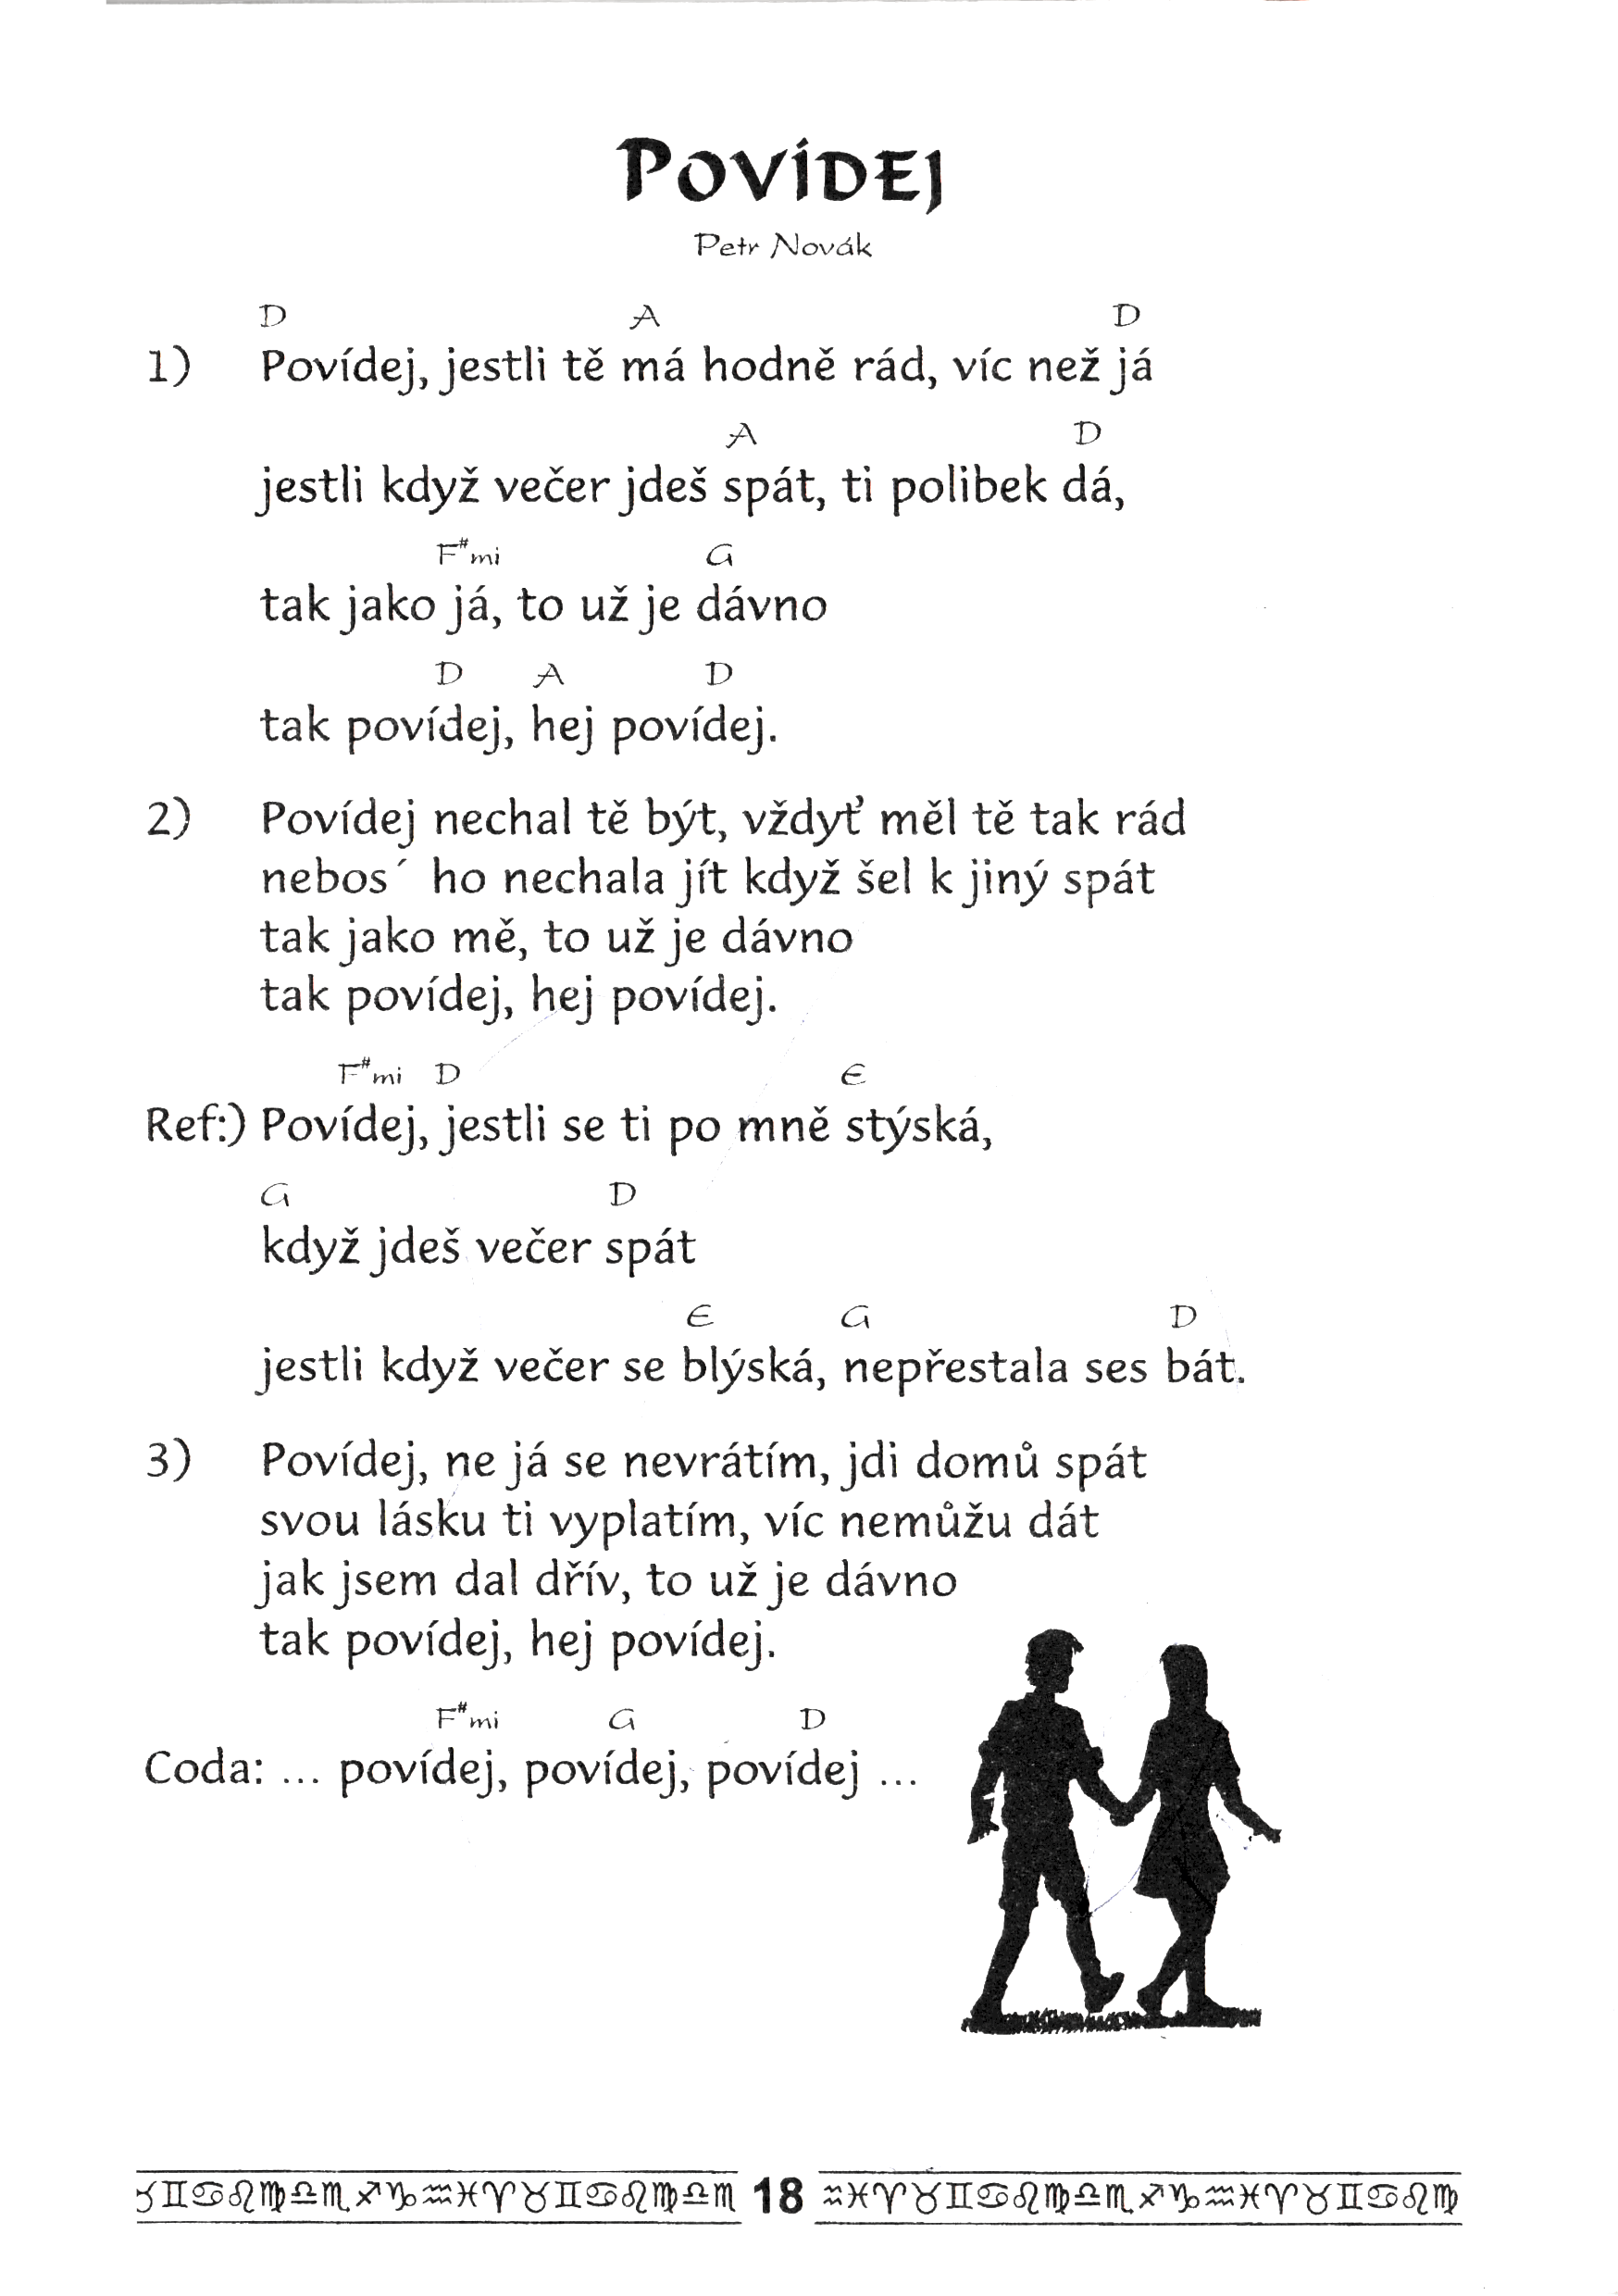 Povídej
Petr Novák
D A D
1) Povídej, jestli tě má hodně rád, víc než já
A D
jestli když večer jdeš spát, ti polibek dá,
F#mi G
tak jako já, to už je dávno
D A D
tak povídej, hej povídej.
2) Povídej nechal tě být, vždyť měl tě tak rád
nebos´ ho nechala jít když šel k jiný spát
tak jako mě, to už je dávno
tak povídej, hej povídej.
F#mi D E
Ref:) Povídej, jestli se ti po mně stýská,
G D
když jdeš večer spát
E G D
jestli když večer se blýská, nepřestala ses bát.
3) Povídej, ne já se nevrátím, jdi domů spát
svou lásku ti vyplatím, víc nemůžu dát
jak jsem dal dřív, to už je dávno
tak povídej, hej povídej.
F#mi G D
Coda: ... povídej, povídej, povídej ...
♉♊♋♌♍♎♏♐♑♒♓♈♉♊♋♌♍♎♏ 18 ♒♓♈♉♊♋♌♍♎♏♐♑♒♓♈♉♊♋♌♍